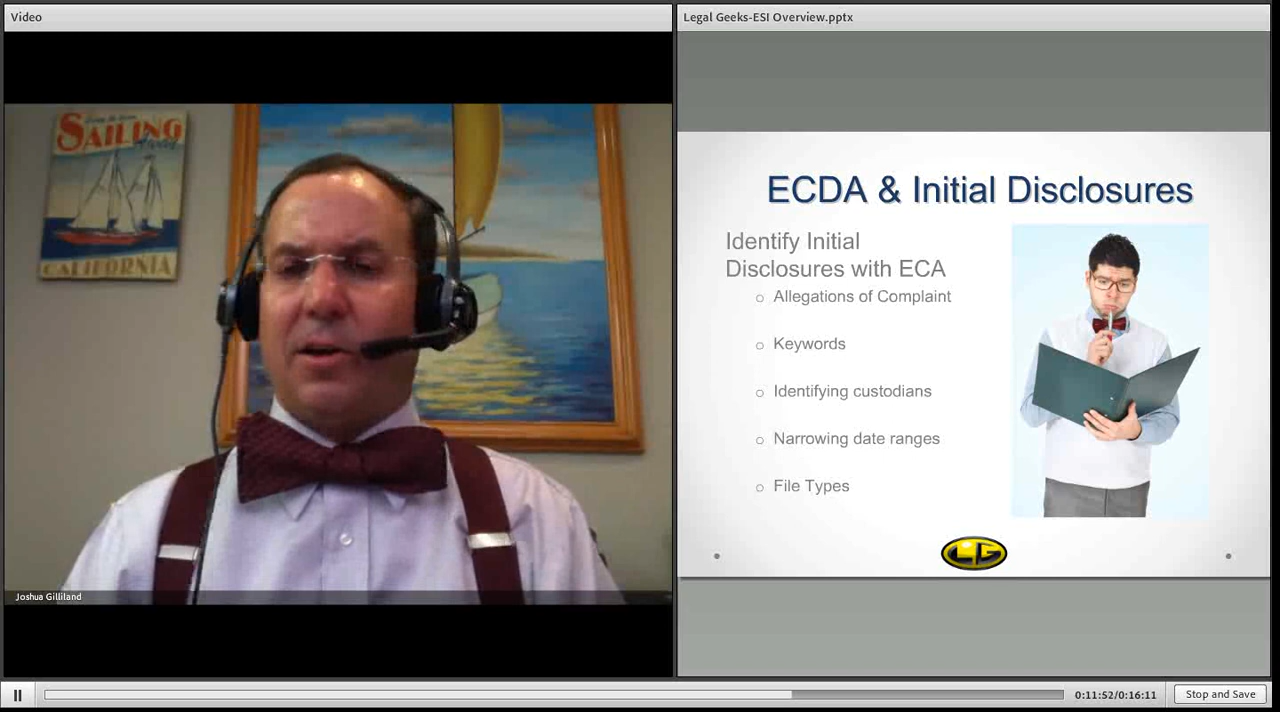 Video
SAILING
CALIFORNIA
Joshua Gilliland
Legal Geeks-ESI Overview.pptx
ECDA & Initial Disclosures
Identify Initial
Disclosures with ECA
Allegations of Complaint
Keywords
Identifying custodians
Narrowing date ranges
File Types
LG
0:11:52/0:16:11
Stop and Save